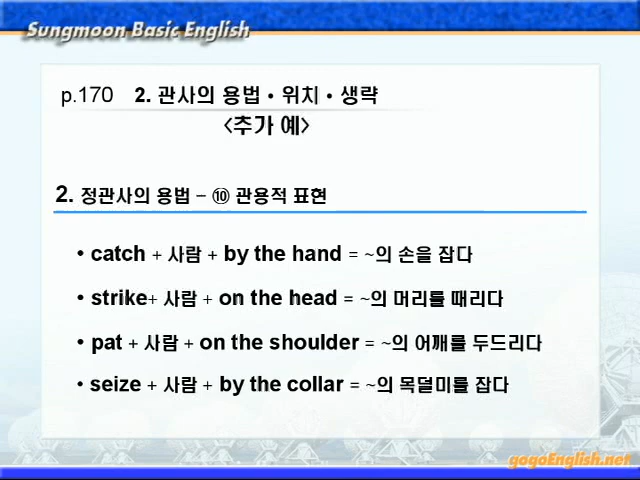 Sungmoon Basic English
p.170 2. 관사의 용법 • 위치 • 생략
<추가 예>
2. 정관사의 용법 – ⑩ 관용적 표현
• catch + 사람 + by the hand = ~의 손을 잡다
• strike+ 사람 + on the head = ~의 머리를 때리다
• pat + 사람 + on the shoulder = ~의 어깨를 두드리다
• seize + 사람 + by the collar = ~의 목덜미를 잡다
gogoEnglish.net